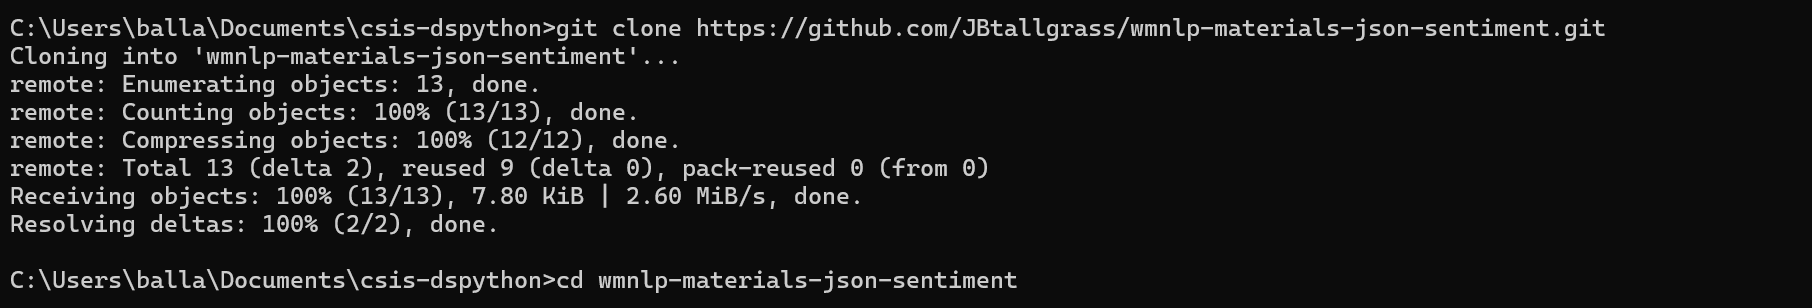 C:\Users\balla\Documents\csis-dspython>git clone https://github.com/JBtallgrass/wmnlp-materials-json-sentiment.git
Cloning into 'wmnlp-materials-json-sentiment'...
remote: Enumerating objects: 13, done.
remote: Counting objects: 100% (13/13), done.
remote: Compressing objects: 100% (12/12), done.
remote: Total 13 (delta 2), reused 9 (delta 0), pack-reused 0 (from 0)
Receiving objects: 100% (13/13), 7.80 KiB | 2.60 MiB/s, done.
Resolving deltas: 100% (2/2), done.
C:\Users\balla\Documents\csis-dspython>cd wmnlp-materials-json-sentiment